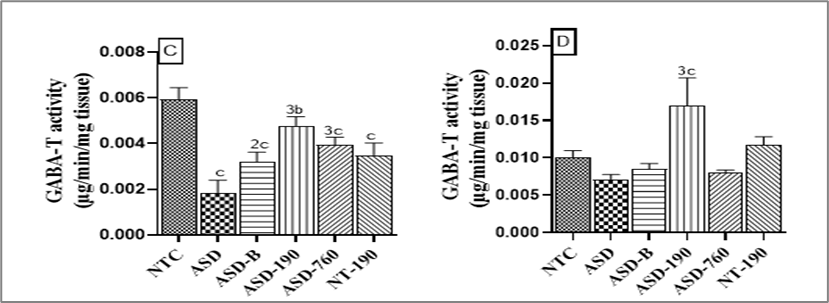 C
GABA-T activity
(µg/min/mg tissue)
0.008
0.006
0.004
0.002
0.000
c
2c
3b
3c
c
NTC
ASD
ASD-B
ASD-190
ASD-760
NT-190
D
GABA-T activity
(µg/min/mg tissue)
0.025
0.020
0.015
0.010
0.005
0.000
3c
NTC
ASD
ASD-B
ASD-190
ASD-760
NT-190